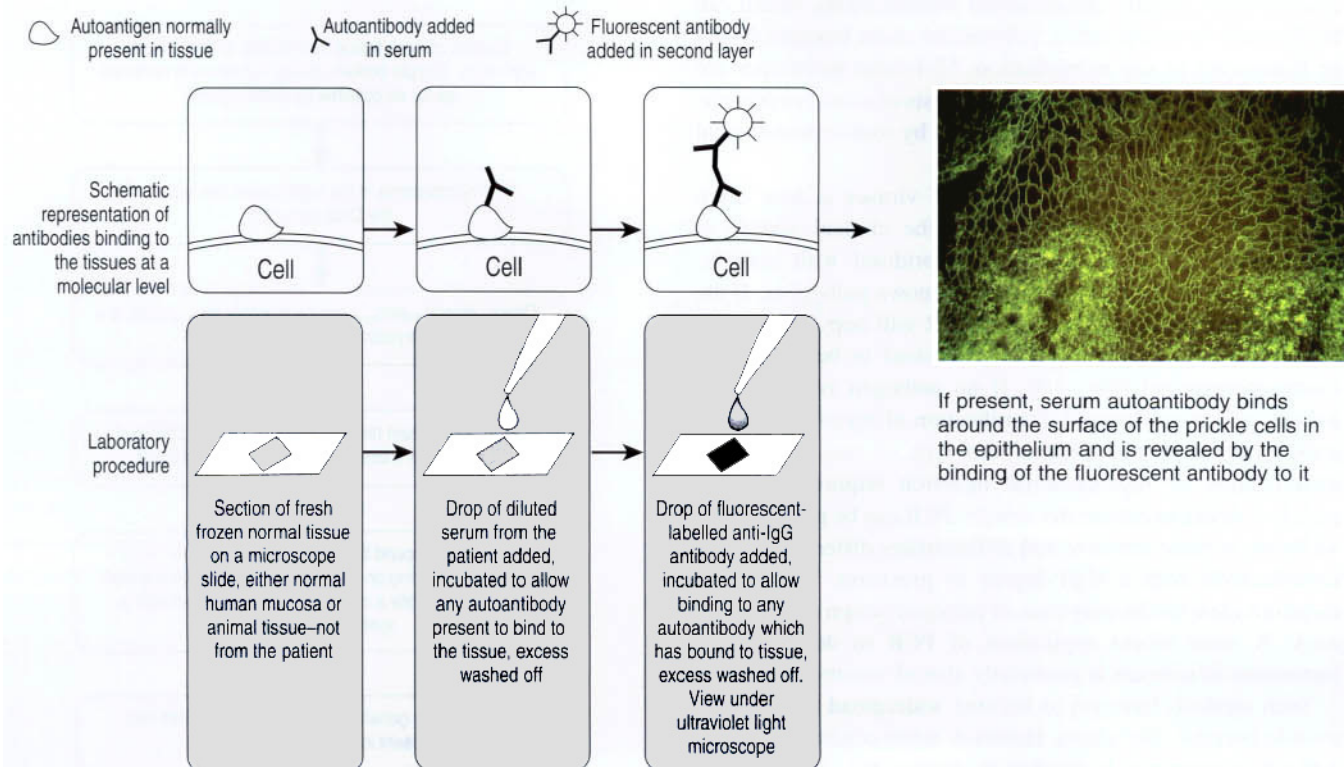 Autoantigen normally
present in tissue
Autoantibody added
in serum
Fluorescent antibody
added in second layer
Schematic
representation of
antibodies binding to
the tissues at a
molecular level
Cell
Cell
Cell
Laboratory
procedure
Section of fresh
frozen normal tissue
on a microscope
slide, either normal
human mucosa or
animal tissue–not
from the patient
Drop of diluted
serum from the
patient added,
incubated to allow
any autoantibody
present to bind to
the tissue, excess
washed off
Drop of fluorescent-
labelled anti-IgG
antibody added,
incubated to allow
binding to any
autoantibody which
has bound to tissue,
excess washed off.
View under
ultraviolet light
microscope
If present, serum autoantibody binds
around the surface of the prickle cells in
the epithelium and is revealed by the
binding of the fluorescent antibody to it